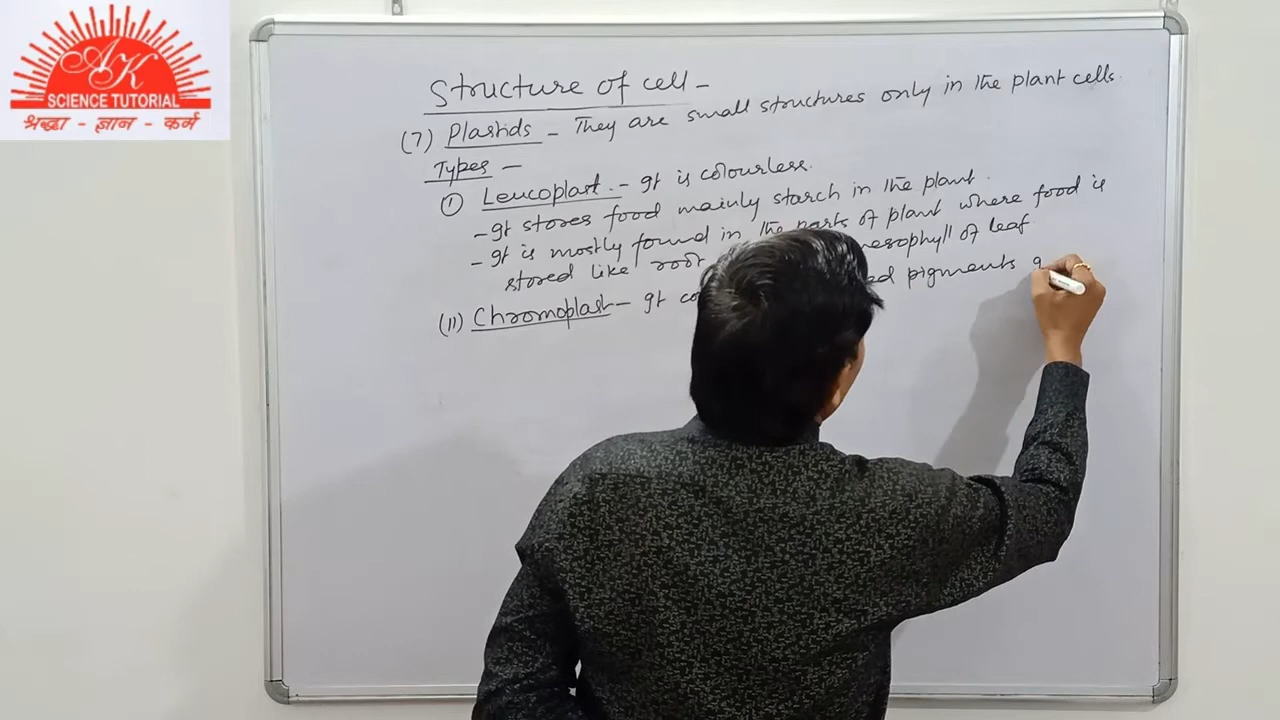 AK
SCIENCE TUTORIAL
श्रद्धा - ज्ञान - कर्म
Structure of cell -
(7) Plastids - They are small structures only in the plant cells.
Types -
(i) Leucoplast - It is colourless.
- It stores food mainly starch in the plant.
- It is mostly found in the parts of plant where food is
stored like root mesophyll of leaf
(11) Chromoplast - It pigments